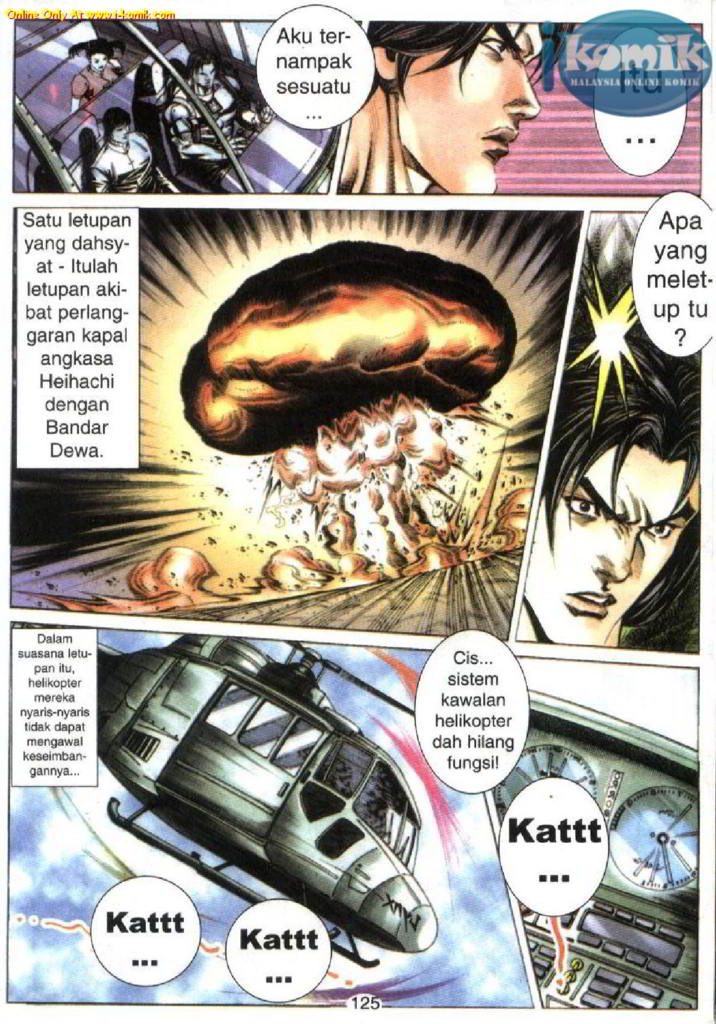 Online Only At www.i-komik.com
Aku ter-
nampak
sesuatu
...
ikomik
MALAYSIA ONLINE KOMIK
Itu
...
Satu letupan
yang dahsy-
at - Itulah
letupan aki-
bat perlang-
garan kapal
angkasa
Heihachi
dengan
Bandar
Dewa.
Apa
yang
melet-
up tu
?
Dalam
suasana letu-
pan itu,
helikopter
mereka
nyaris-nyaris
tidak dapat
mengawal
keseimban-
gannya...
Cis...
sistem
kawalan
helikopter
dah hilang
fungsi!
Kattt
...
Kattt
...
Kattt
...
125